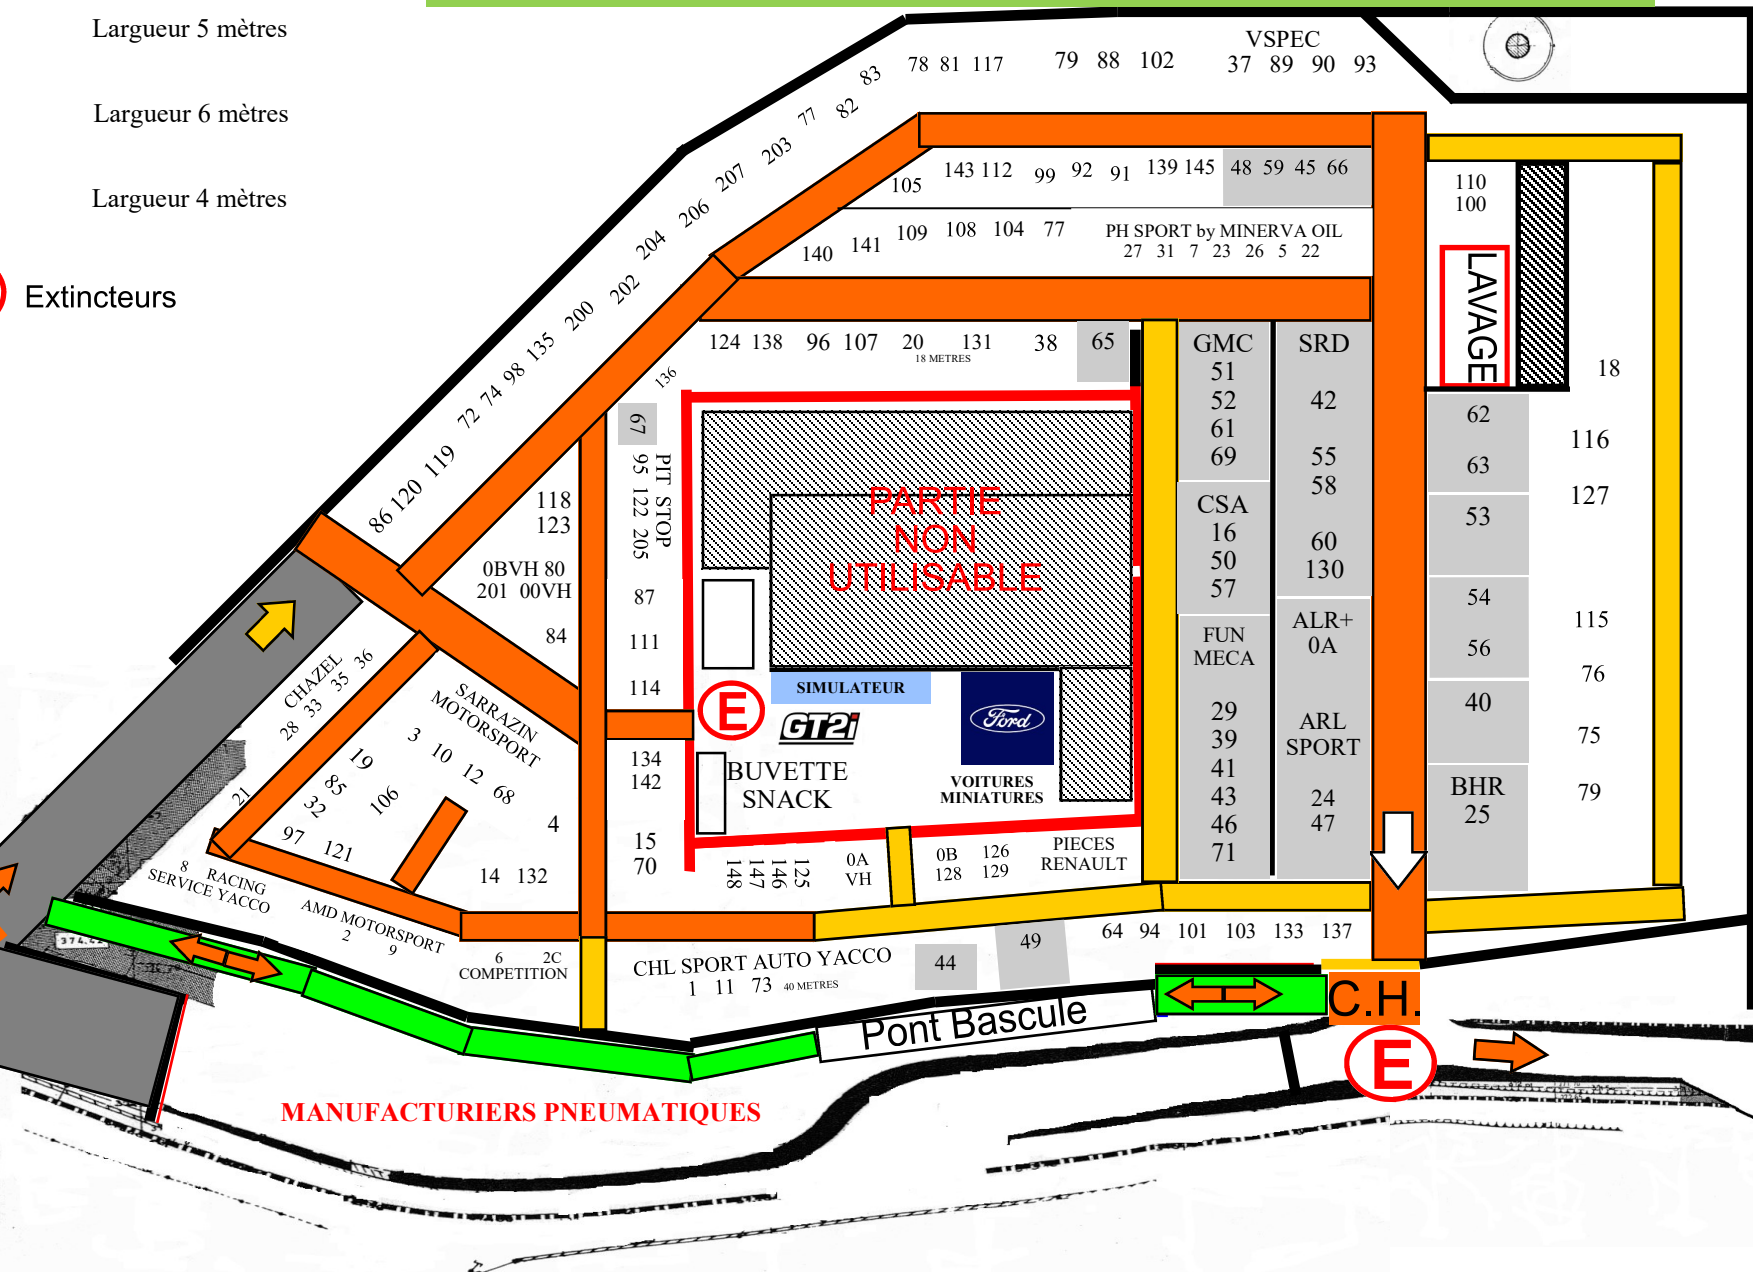 Largueur 5 mètres
Largueur 6 mètres
Largueur 4 mètres
Extincteurs
VSPEC
37 89 90 93
79 88 102
78 81 117
83
82
77
203
207
206
204
202
200
135
98
74
72
119
120
86
105
143 112 99 92 91 139 145 48 59 45 66
140 141 109 108 104 77
PH SPORT by MINERVA OIL
27 31 7 23 26 5 22
110
100
LAVAGE
18
124 138 96 107 20 131 38 65
18 METRES
136
67
PIT STOP
95 122 205
87
111
114
134
142
15
70
118
123
0BVH 80
201 00VH
84
PARTIE
NON
UTILISABLE
E
SIMULATEUR
GT2i
Ford
BUVETTE
SNACK
VOITURES
MINIATURES
GMC
51
52
61
69
CSA
16
50
57
FUN
MECA
29
39
41
43
46
71
SRD
42
55
58
60
130
ALR+
0A
ARL
SPORT
24
47
62
63
53
54
56
40
BHR
25
116
127
115
76
75
79
CHAZEL
28 33 35 36
SARRAZIN
MOTORSPORT
3 10 12 68
4
19
85
32
106
21
97 121
14 132
8 RACING
SERVICE YACCO
AMD MOTORSPORT
2 9
6 2C
COMPETITION
148
147
146
125
0A
VH
0B 126
128 129
PIECES
RENAULT
CHL SPORT AUTO YACCO
1 11 73 40 METRES
44
49
64 94 101 103 133 137
374.42
Pont Bascule
C.H.
E
MANUFACTURIERS PNEUMATIQUES